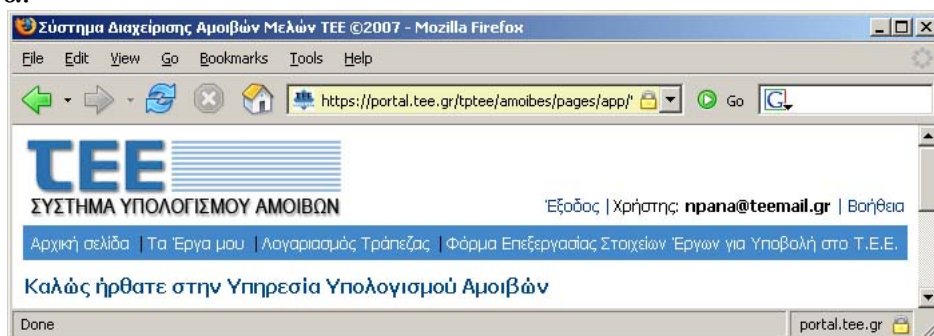 Σύστημα Διαχείρισης Αμοιβών Μελών ΤΕΕ ©2007 - Mozilla Firefox
File Edit View Go Bookmarks Tools Help
https://portal.tee.gr/tptee/amoibes/pages/app/' Go G
TEE
ΣΥΣΤΗΜΑ ΥΠΟΛΟΓΙΣΜΟΥ ΑΜΟΙΒΩΝ
Έξοδος | Χρήστης: npana@teemail.gr | Βοήθεια
Αρχική σελίδα | Τα Έργα μου | Λογαριασμός Τράπεζας | Φόρμα Επεξεργασίας Στοιχείων Έργων για Υποβολή στο Τ.Ε.Ε.
Καλώς ήρθατε στην Υπηρεσία Υπολογισμού Αμοιβών
Done portal.tee.gr